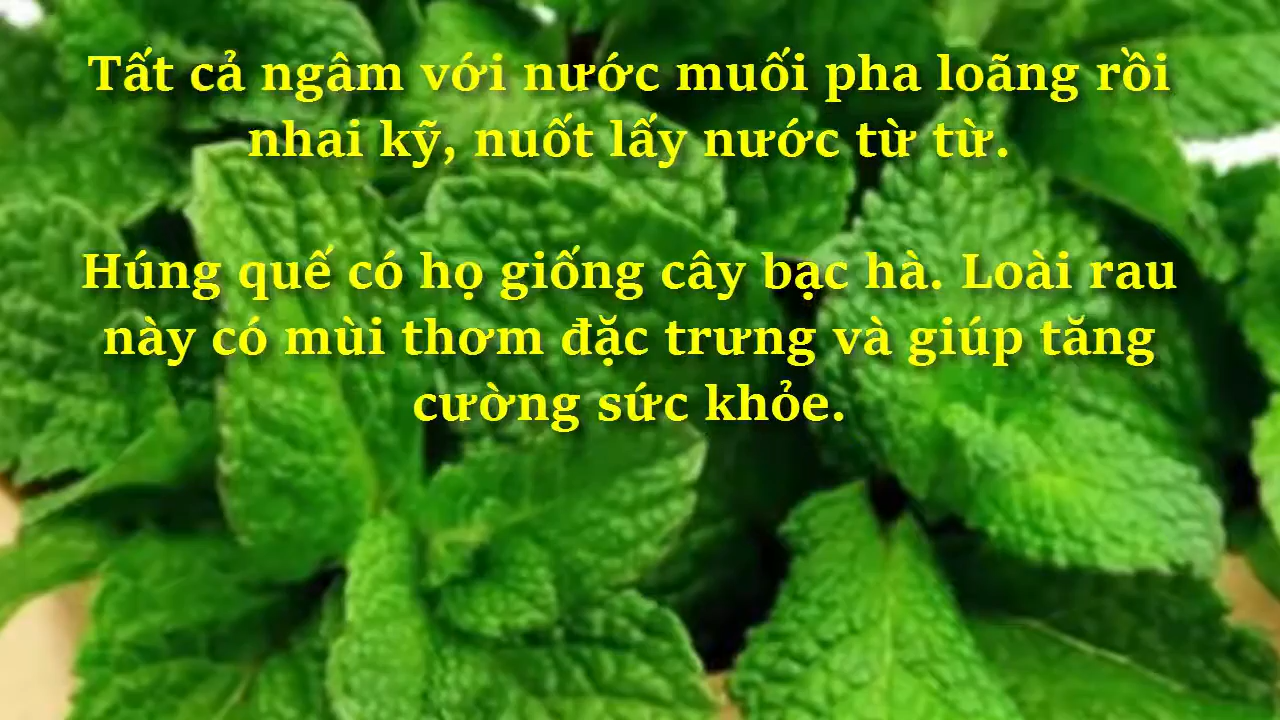 Tất cả ngâm với nước muối pha loãng rồi
nhai kỹ, nuốt lấy nước từ từ.
Húng quế có họ giống cây bạc hà. Loài rau
này có mùi thơm đặc trưng và giúp tăng
cường sức khỏe.